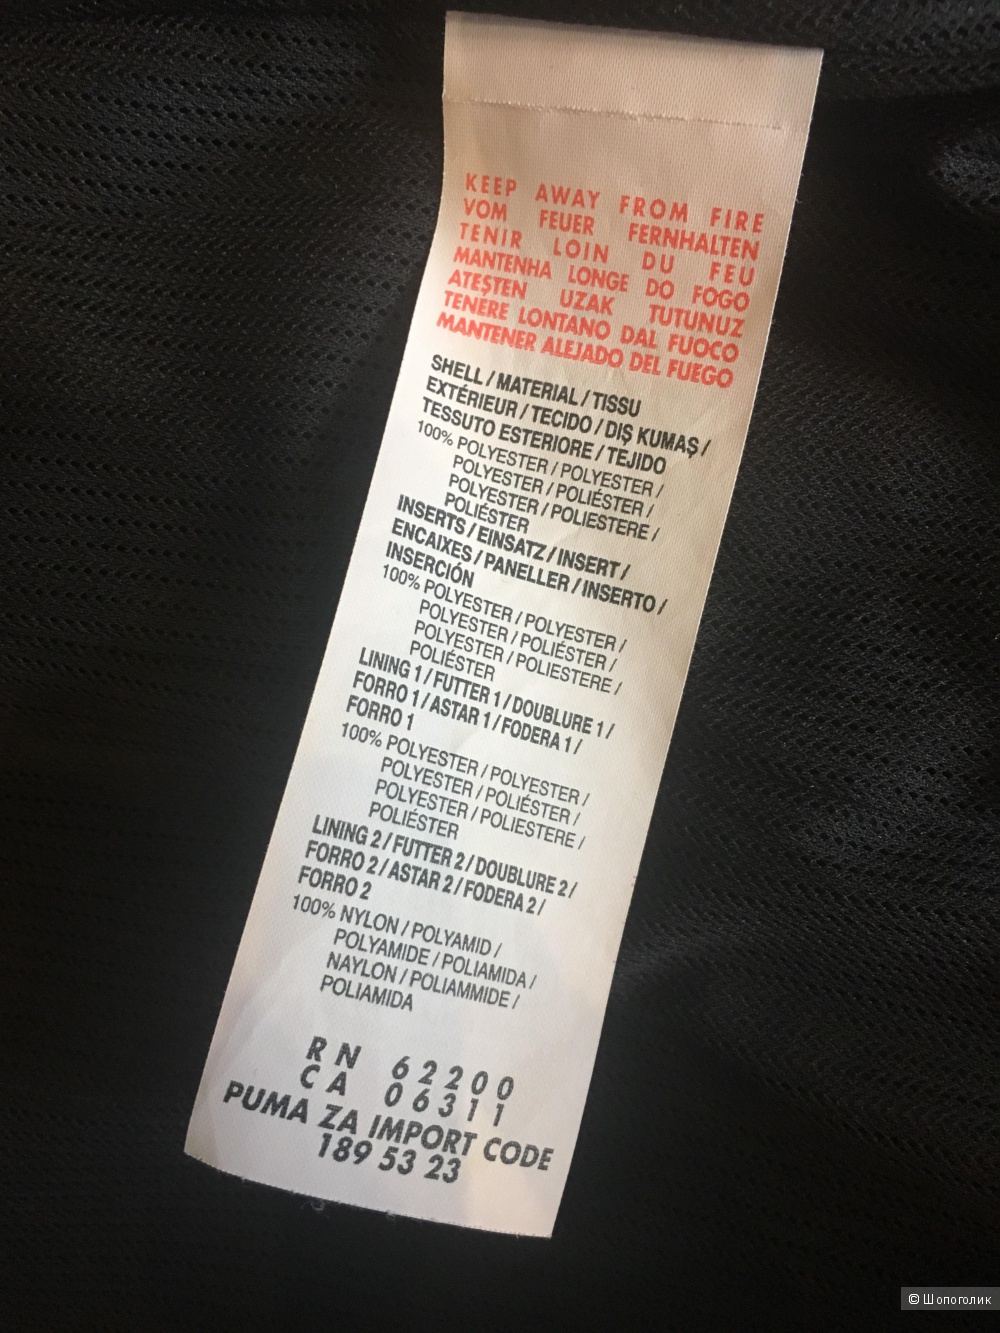 KEEP AWAY FROM FIRE
VOM FEUER FERNHALTEN
TENIR LOIN DU FEU
MANTENHA LONGE DO FOGO
ATEŞTEN UZAK TUTUNUZ
TENERE LONTANO DAL FUOCO
MANTENER ALEJADO DEL FUEGO
SHELL / MATERIAL / TISSU
EXTÉRIEUR / TECIDO / DIŞ KUMAŞ /
TESSUTO ESTERIORE / TEJIDO
100% POLYESTER / POLYESTER /
POLYESTER / POLIÉSTER /
POLYESTER / POLIESTERE /
POLIÉSTER
INSERTS / EINSATZ / INSERT /
ENCAIXES / PANELLER / INSERTO /
INSERCIÓN
100% POLYESTER / POLYESTER /
POLYESTER / POLIÉSTER /
POLYESTER / POLIESTERE /
POLIÉSTER
LINING 1 / FUTTER 1 / DOUBLURE 1 /
FORRO 1 / ASTAR 1 / FODERA 1 /
FORRO 1
100% POLYESTER / POLYESTER /
POLYESTER / POLIÉSTER /
POLYESTER / POLIESTERE /
POLIÉSTER
LINING 2 / FUTTER 2 / DOUBLURE 2 /
FORRO 2 / ASTAR 2 / FODERA 2 /
FORRO 2
100% NYLON / POLYAMID /
POLYAMIDE / POLIAMIDA /
NAYLON / POLIAMMIDE /
POLIAMIDA
RN 62200
CA 06311
PUMA ZA IMPORT CODE
189 53 23
© Шопоголик